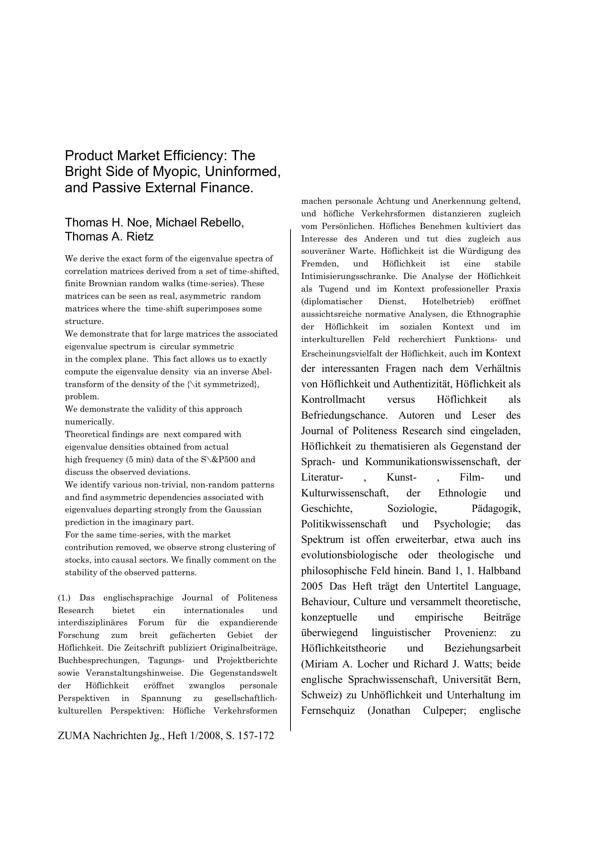 Product Market Efficiency: The
Bright Side of Myopic, Uninformed,
and Passive External Finance.
Thomas H. Noe, Michael Rebello,
Thomas A. Rietz
We derive the exact form of the eigenvalue spectra of
correlation matrices derived from a set of time-shifted,
finite Brownian random walks (time-series). These
matrices can be seen as real, asymmetric random
matrices where the time-shift superimposes some
structure.
We demonstrate that for large matrices the associated
eigenvalue spectrum is circular symmetric
in the complex plane. This fact allows us to exactly
compute the eigenvalue density via an inverse Abel-
transform of the density of the {\it symmetrized},
problem.
We demonstrate the validity of this approach
numerically.
Theoretical findings are next compared with
eigenvalue densities obtained from actual
high frequency (5 min) data of the S\&P500 and
discuss the observed deviations.
We identify various non-trivial, non-random patterns
and find asymmetric dependencies associated with
eigenvalues departing strongly from the Gaussian
prediction in the imaginary part.
For the same time-series, with the market
contribution removed, we observe strong clustering of
stocks, into causal sectors. We finally comment on the
stability of the observed patterns.
(1.) Das englischsprachige Journal of Politeness
Research bietet ein internationales und
interdisziplinäres Forum für die expandierende
Forschung zum breit gefächerten Gebiet der
Höflichkeit. Die Zeitschrift publiziert Originalbeiträge,
Buchbesprechungen, Tagungs- und Projektberichte
sowie Veranstaltungshinweise. Die Gegenstandswelt
der Höflichkeit eröffnet zwanglos personale
Perspektiven in Spannung zu gesellschaftlich-
kulturellen Perspektiven: Höfliche Verkehrsformen
ZUMA Nachrichten Jg., Heft 1/2008, S. 157-172
machen personale Achtung und Anerkennung geltend,
und höfliche Verkehrsformen distanzieren zugleich
vom Persönlichen. Höfliches Benehmen kultiviert das
Interesse des Anderen und tut dies zugleich aus
souveräner Warte. Höflichkeit ist die Würdigung des
Fremden, und Höflichkeit ist eine stabile
Intimisierungsschranke. Die Analyse der Höflichkeit
als Tugend und im Kontext professioneller Praxis
(diplomatischer Dienst, Hotelbetrieb) eröffnet
aussichtsreiche normative Analysen, die Ethnographie
der Höflichkeit im sozialen Kontext und im
interkulturellen Feld recherchiert Funktions- und
Erscheinungsvielfalt der Höflichkeit, auch im Kontext
der interessanten Fragen nach dem Verhältnis
von Höflichkeit und Authentizität, Höflichkeit als
Kontrollmacht versus Höflichkeit als
Befriedungschance. Autoren und Leser des
Journal of Politeness Research sind eingeladen,
Höflichkeit zu thematisieren als Gegenstand der
Sprach- und Kommunikationswissenschaft, der
Literatur- , Kunst- , Film- und
Kulturwissenschaft, der Ethnologie und
Geschichte, Soziologie, Pädagogik,
Politikwissenschaft und Psychologie; das
Spektrum ist offen erweiterbar, etwa auch ins
evolutionsbiologische oder theologische und
philosophische Feld hinein. Band 1, 1. Halbband
2005 Das Heft trägt den Untertitel Language,
Behaviour, Culture und versammelt theoretische,
konzeptuelle und empirische Beiträge
überwiegend linguistischer Provenienz: zu
Höflichkeitstheorie und Beziehungsarbeit
(Miriam A. Locher und Richard J. Watts; beide
englische Sprachwissenschaft, Universität Bern,
Schweiz) zu Unhöflichkeit und Unterhaltung im
Fernsehquiz (Jonathan Culpeper; englische